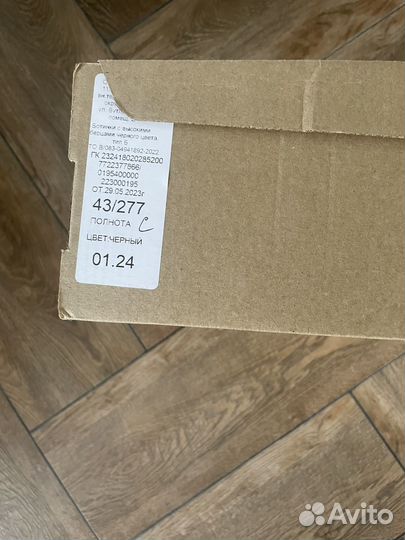 Ботинки с высокими
берцами черного цвета,
тип Б
ТО В/083-04941892-2022
ГК 232418020285200
7722377866/
0195400000
223000195
ОТ 29.05.2023г
43/277
ПОЛНОТА С
ЦВЕТ:ЧЕРНЫЙ
01.24
Avito